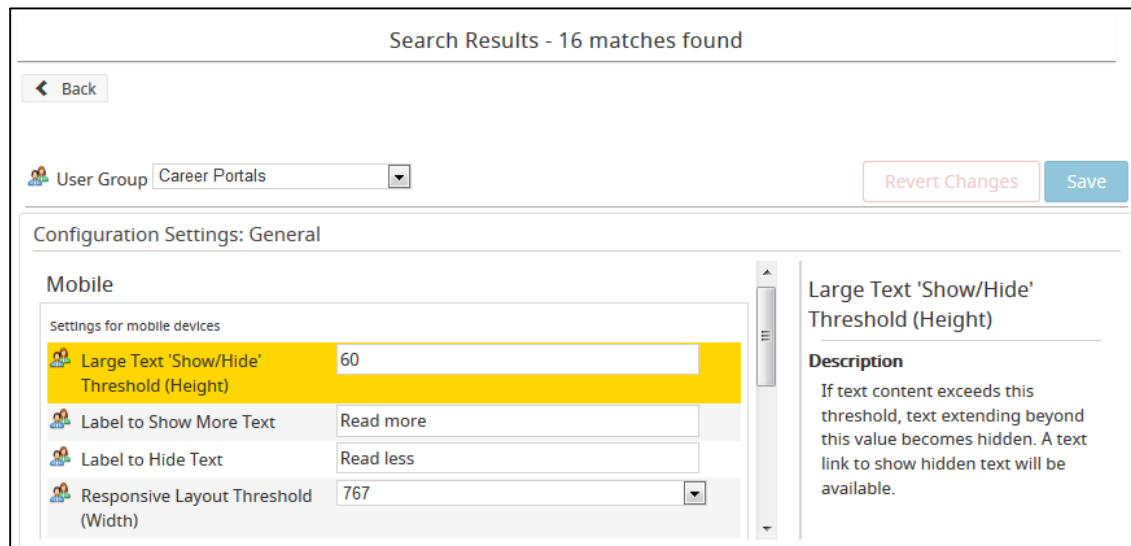 Search Results - 16 matches found
Back
User Group Career Portals
Revert Changes Save
Configuration Settings: General
Mobile
Settings for mobile devices
Large Text 'Show/Hide' 60
Threshold (Height)
Label to Show More Text Read more
Label to Hide Text Read less
Responsive Layout Threshold 767
(Width)
Large Text 'Show/Hide'
Threshold (Height)
Description
If text content exceeds this
threshold, text extending beyond
this value becomes hidden. A text
link to show hidden text will be
available.